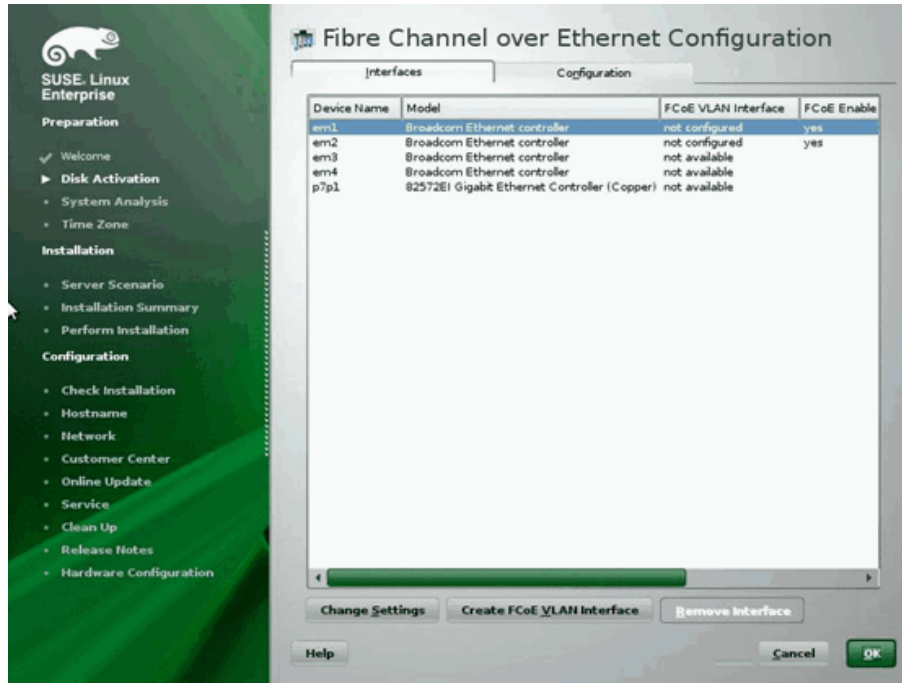 SUSE. Linux
Enterprise
Preparation
Welcome
Disk Activation
System Analysis
Time Zone
Installation
Server Scenario
Installation Summary
Perform Installation
Configuration
Check Installation
Hostname
Network
Customer Center
Online Update
Service
Clean Up
Release Notes
Hardware Configuration
Fibre Channel over Ethernet Configuration
Interfaces Configuration
Device Name Model FCoE VLAN Interface FCoE Enable
em1 Broadcom Ethernet controller not configured yes
em2 Broadcom Ethernet controller not configured yes
em3 Broadcom Ethernet controller not available
em4 Broadcom Ethernet controller not available
p7p1 82572EI Gigabit Ethernet Controller (Copper) not available
Change Settings Create FCoE VLAN Interface Remove Interface
Help Cancel OK